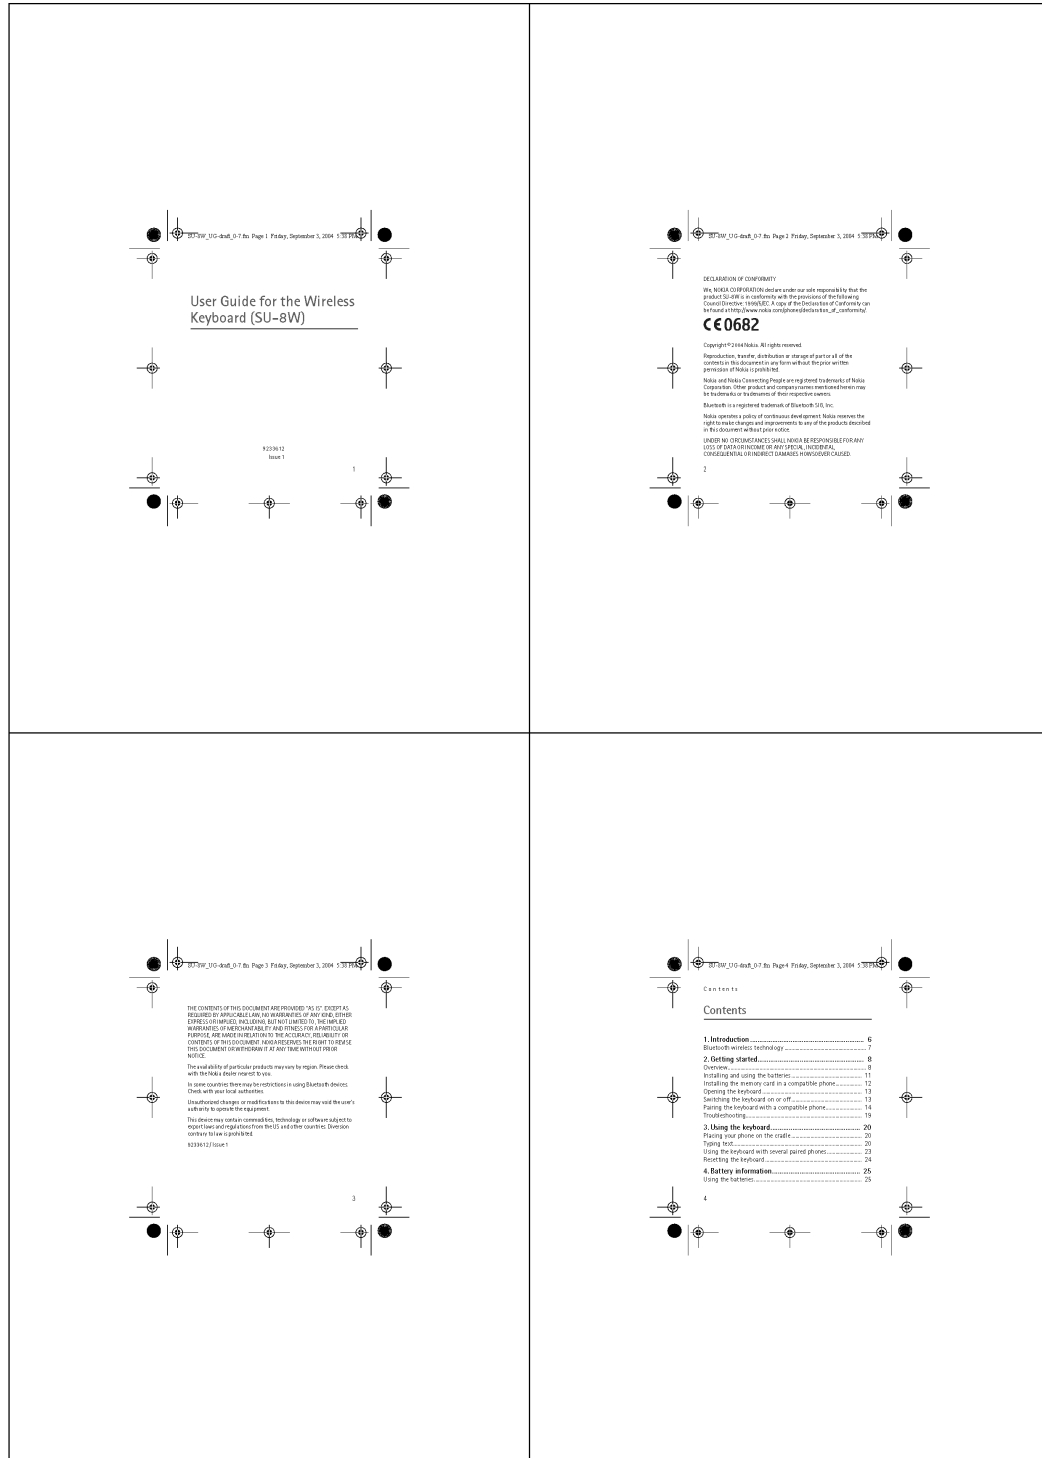 SU-8W_UG-draft_0-7.fm Page 1 Friday, September 3, 2004 5:38 PM
User Guide for the Wireless
Keyboard (SU-8W)
9233612
Issue 1
1
SU-8W_UG-draft_0-7.fm Page 2 Friday, September 3, 2004 5:38 PM
DECLARATION OF CONFORMITY
We, NOKIA CORPORATION declare under our sole responsibility that the
product SU-8W is in conformity with the provisions of the following
Council Directive: 1999/5/EC. A copy of the Declaration of Conformity can
be found at http://www.nokia.com/phones/declaration_of_conformity/.
CE0682
Copyright © 2004 Nokia. All rights reserved.
Reproduction, transfer, distribution or storage of part or all of the
contents in this document in any form without the prior written
permission of Nokia is prohibited.
Nokia and Nokia Connecting People are registered trademarks of Nokia
Corporation. Other product and company names mentioned herein may
be trademarks or tradenames of their respective owners.
Bluetooth is a registered trademark of Bluetooth SIG, Inc.
Nokia operates a policy of continuous development. Nokia reserves the
right to make changes and improvements to any of the products described
in this document without prior notice.
UNDER NO CIRCUMSTANCES SHALL NOKIA BE RESPONSIBLE FOR ANY
LOSS OF DATA OR INCOME OR ANY SPECIAL, INCIDENTAL,
CONSEQUENTIAL OR INDIRECT DAMAGES HOWSOEVER CAUSED.
2
SU-8W_UG-draft_0-7.fm Page 3 Friday, September 3, 2004 5:38 PM
THE CONTENTS OF THIS DOCUMENT ARE PROVIDED "AS IS". EXCEPT AS
REQUIRED BY APPLICABLE LAW, NO WARRANTIES OF ANY KIND, EITHER
EXPRESS OR IMPLIED, INCLUDING, BUT NOT LIMITED TO, THE IMPLIED
WARRANTIES OF MERCHANTABILITY AND FITNESS FOR A PARTICULAR
PURPOSE, ARE MADE IN RELATION TO THE ACCURACY, RELIABILITY OR
CONTENTS OF THIS DOCUMENT. NOKIA RESERVES THE RIGHT TO REVISE
THIS DOCUMENT OR WITHDRAW IT AT ANY TIME WITHOUT PRIOR
NOTICE.
The availability of particular products may vary by region. Please check
with the Nokia dealer nearest to you.
In some countries there may be restrictions in using Bluetooth devices.
Check with your local authorities.
Unauthorized changes or modifications to this device may void the user's
authority to operate the equipment.
This device may contain commodities, technology or software subject to
export laws and regulations from the US and other countries. Diversion
contrary to law is prohibited.
9233612 / Issue 1
3
SU-8W_UG-draft_0-7.fm Page 4 Friday, September 3, 2004 5:38 PM
Contents
Contents
1. Introduction ........ 6
Bluetooth wireless technology ........ 7
2. Getting started ........ 8
Overview ........ 8
Installing and using the batteries ........ 11
Installing the memory card in a compatible phone ........ 12
Opening the keyboard ........ 13
Switching the keyboard on or off ........ 13
Pairing the keyboard with a compatible phone ........ 14
Troubleshooting ........ 19
3. Using the keyboard ........ 20
Placing your phone on the cradle ........ 20
Typing text ........ 20
Using the keyboard with several paired phones ........ 23
Resetting the keyboard ........ 24
4. Battery information ........ 25
Using the batteries ........ 25
4